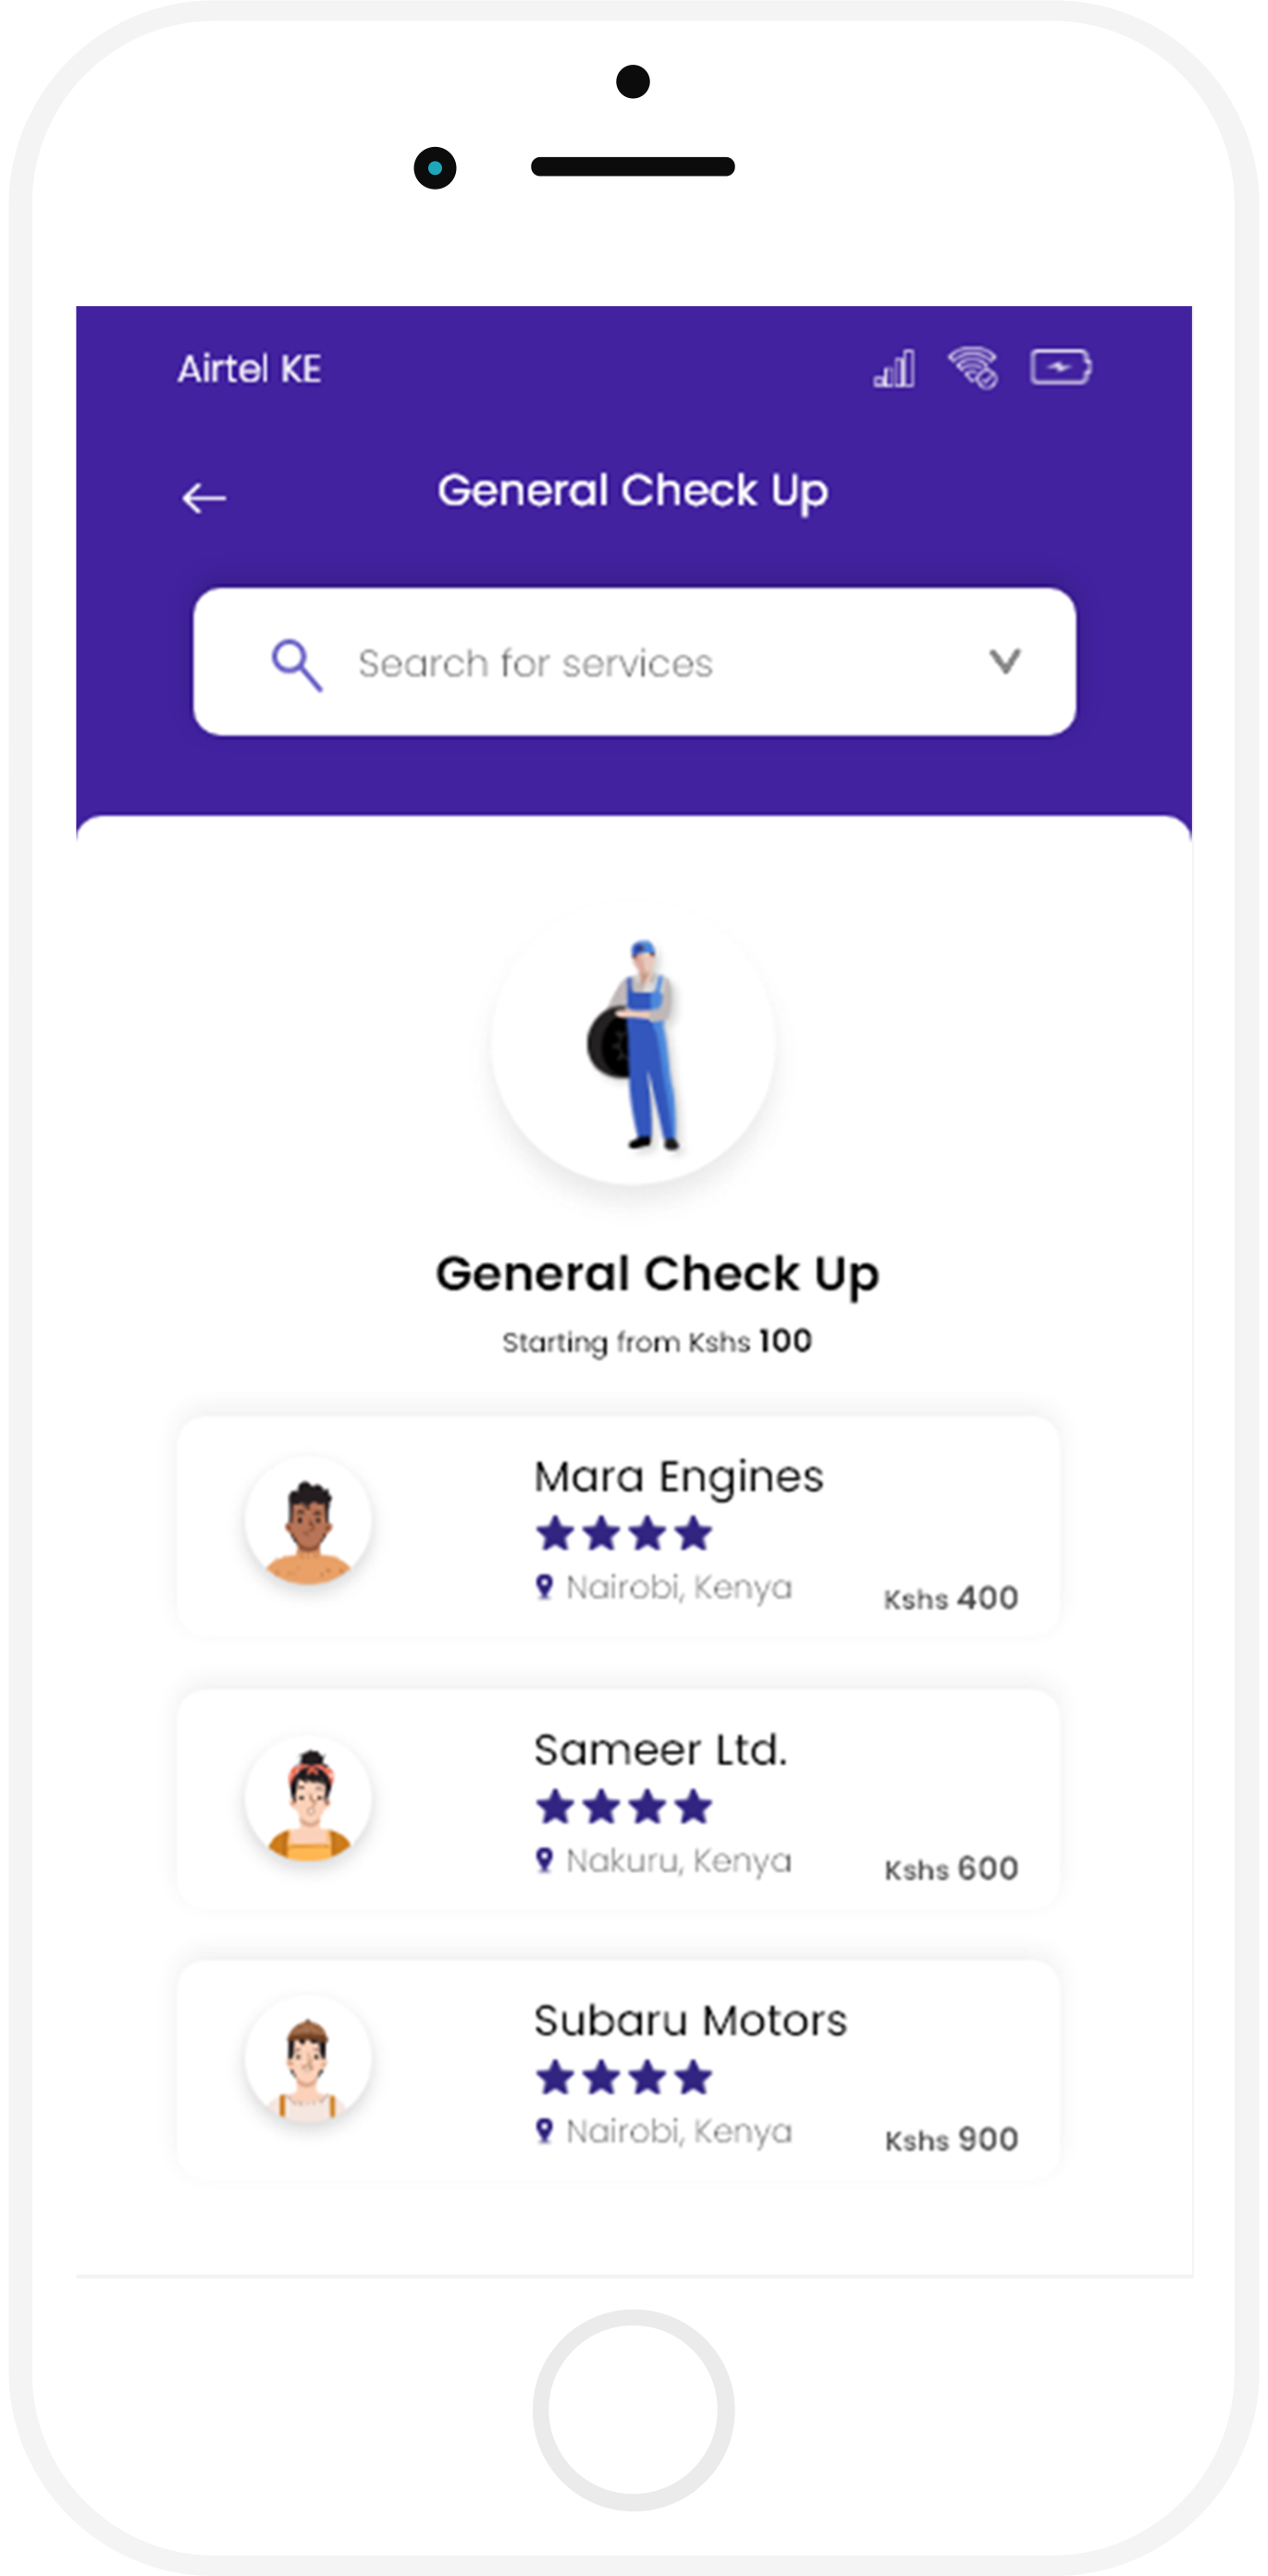 Airtel KE
General Check Up
Search for services
General Check Up
Starting from Kshs 100
Mara Engines
Nairobi, Kenya
Kshs 400
Sameer Ltd.
Nakuru, Kenya
Kshs 600
Subaru Motors
Nairobi, Kenya
Kshs 900